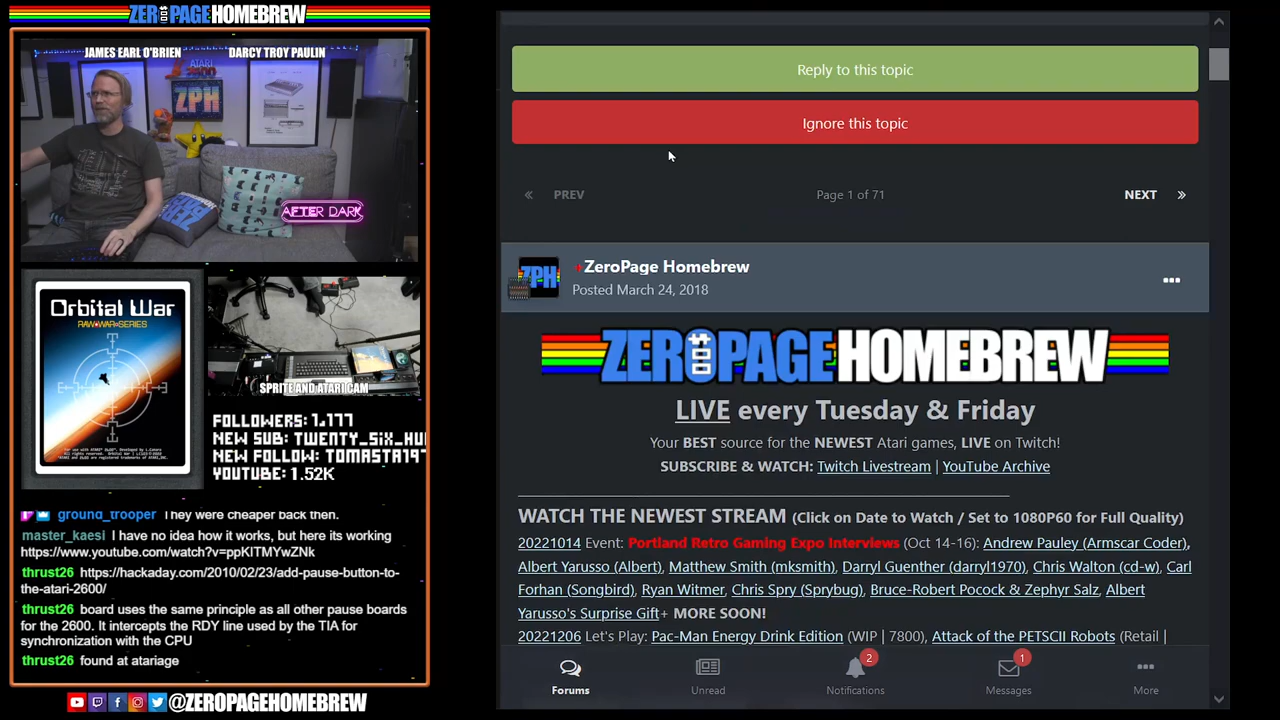 ZEROPAGE HOMEBREW
JAMES EARL O'BRIEN
DARCY TROY PAULIN
ATARI
ZPH
AFTER DARK
Orbital War
RAW WAR SERIES
SPRITE AND ATARI CAM
FOLLOWERS: 1,177
NEW SUB: TWENTY_SIX_HU
NEW FOLLOW: TOMASTA197
YOUTUBE: 1.52K
ground_trooper They were cheaper back then.
master_kaesi I have no idea how it works, but here its working
https://www.youtube.com/watch?v=ppKITMYwZNk
thrust26 https://hackaday.com/2010/02/23/add-pause-button-to-
the-atari-2600/
thrust26 board uses the same principle as all other pause boards
for the 2600. It intercepts the RDY line used by the TIA for
synchronization with the CPU
thrust26 found at atariage
@ZEROPAGEHOMEBREW
Reply to this topic
Ignore this topic
« PREV
Page 1 of 71
NEXT »
ZPH
+ZeroPage Homebrew
Posted March 24, 2018
ZEROPAGEHOMEBREW
LIVE every Tuesday & Friday
Your BEST source for the NEWEST Atari games, LIVE on Twitch!
SUBSCRIBE & WATCH: Twitch Livestream | YouTube Archive
WATCH THE NEWEST STREAM (Click on Date to Watch / Set to 1080P60 for Full Quality)
20221014 Event: Portland Retro Gaming Expo Interviews (Oct 14-16): Andrew Pauley (Armscar Coder),
Albert Yarusso (Albert), Matthew Smith (mksmith), Darryl Guenther (darryl1970), Chris Walton (cd-w), Carl
Forhan (Songbird), Ryan Witmer, Chris Spry (Sprybug), Bruce-Robert Pocock & Zephyr Salz, Albert
Yarusso's Surprise Gift+ MORE SOON!
20221206 Let's Play: Pac-Man Energy Drink Edition (WIP | 7800), Attack of the PETSCII Robots (Retail |
Forums
Unread
2
Notifications
1
Messages
More